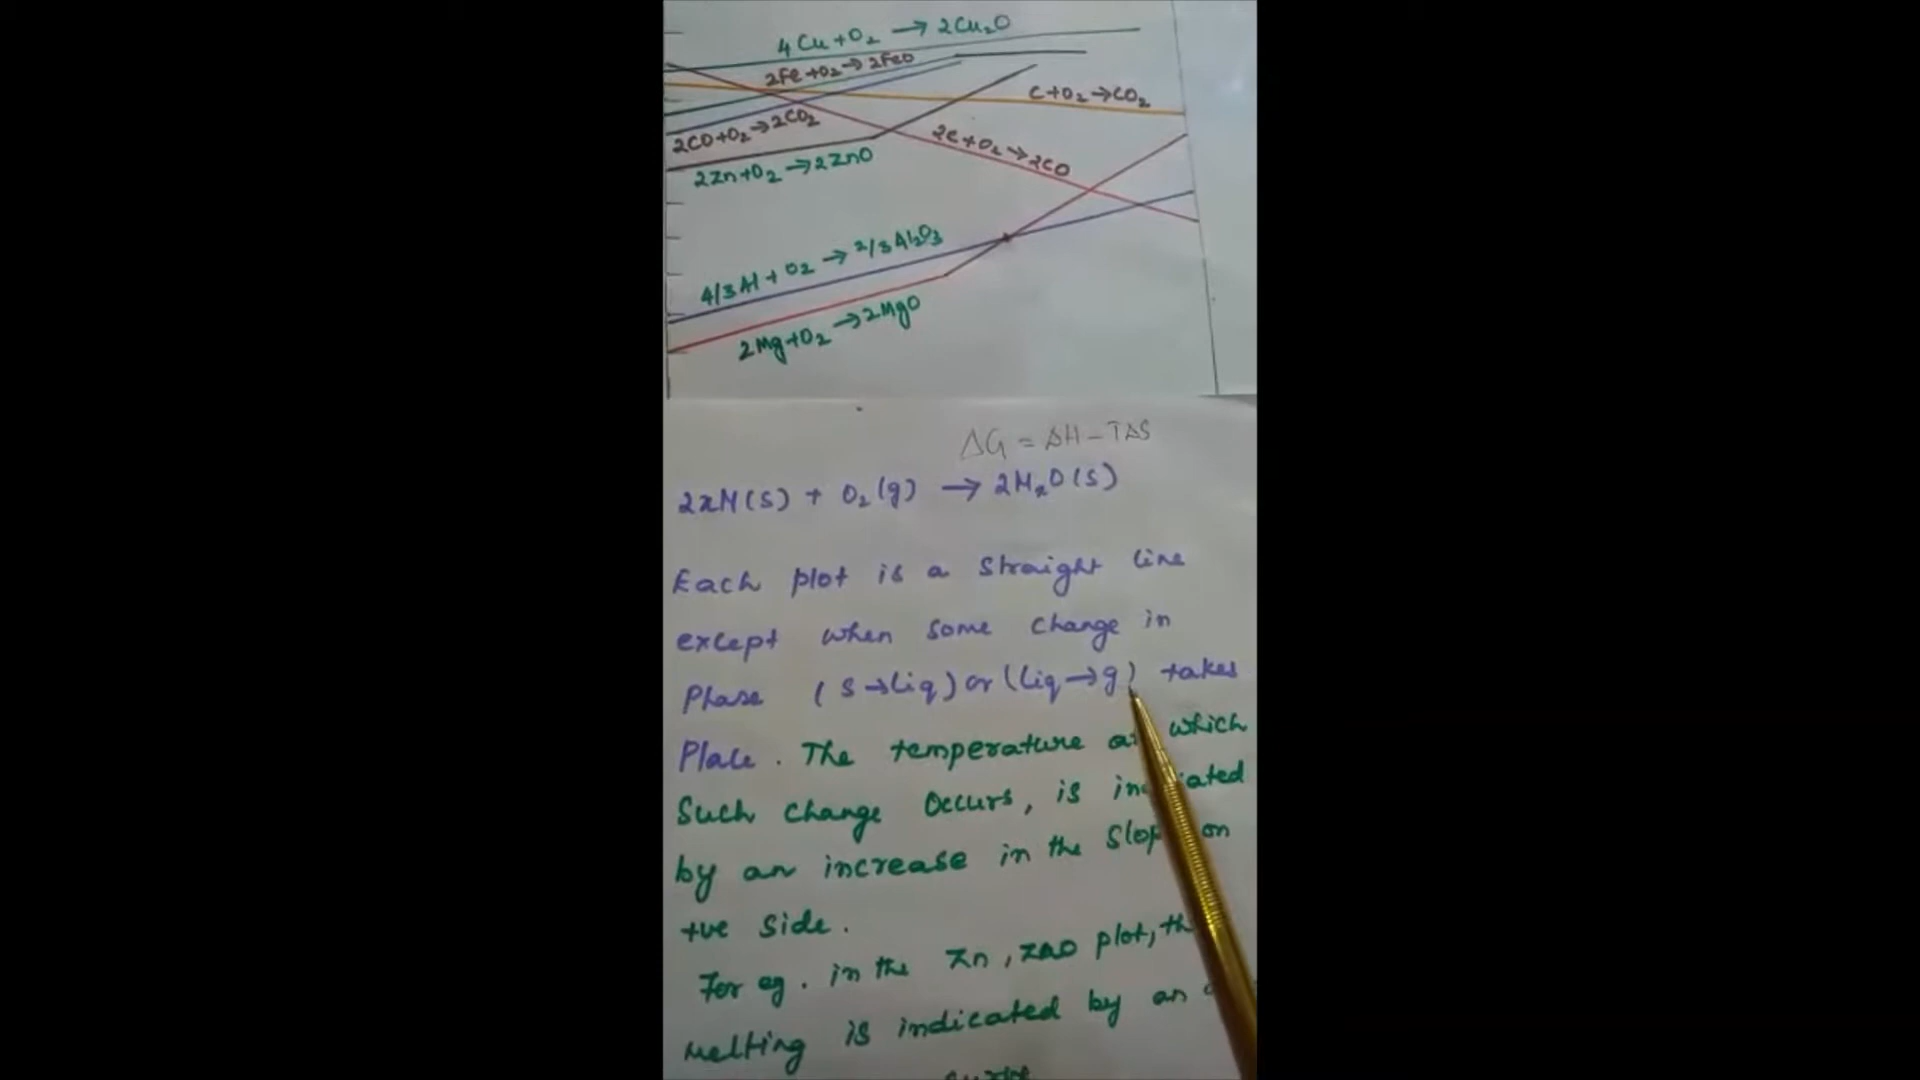 4Cu+O₂ → 2Cu₂O
2Fe+O₂→2FeO
C+O₂→CO₂
2CO+O₂→2CO₂
2C+O₂→2CO
2Zn+O₂→2ZnO
4/3Al+O₂→2/3Al₂O₃
2Mg+O₂→2MgO
ΔG = ΔH-TΔS
2xM(s) + O₂(g) → 2MₓO(s)
Each plot is a straight line
except when some change in
Phase (S→liq) or (liq→g) takes
Place. The temperature at which
Such change Occurs, is indicated
by an increase in the slope on
+ve side.
For eg. in the Zn, ZnO plot, the
melting is indicated by an
curve